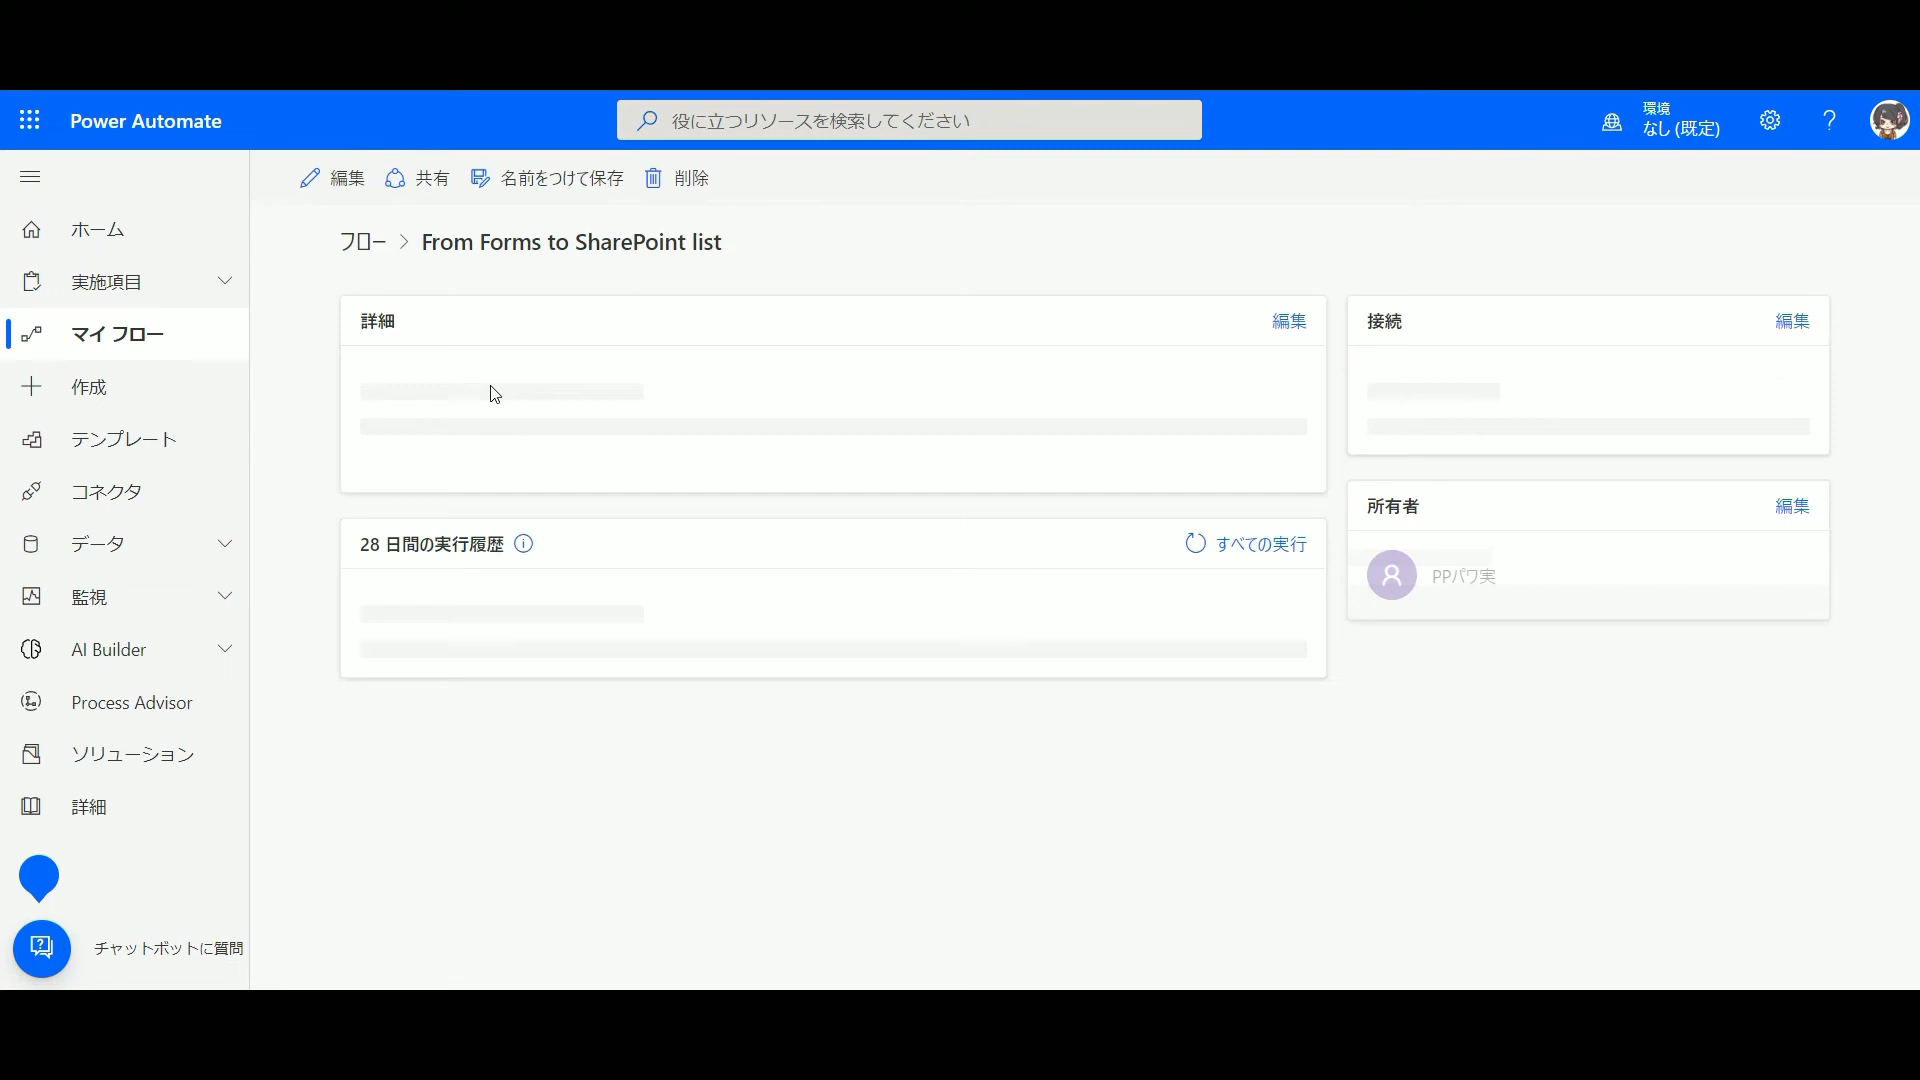 Power Automate
役に立つリソースを検索してください
環境
なし (既定)
編集
共有
名前をつけて保存
削除
ホーム
実施項目
マイ フロー
作成
テンプレート
コネクタ
データ
監視
AI Builder
Process Advisor
ソリューション
詳細
チャットボットに質問
フロー > From Forms to SharePoint list
詳細
編集
28 日間の実行履歴
すべての実行
接続
編集
所有者
編集
PPパワ実